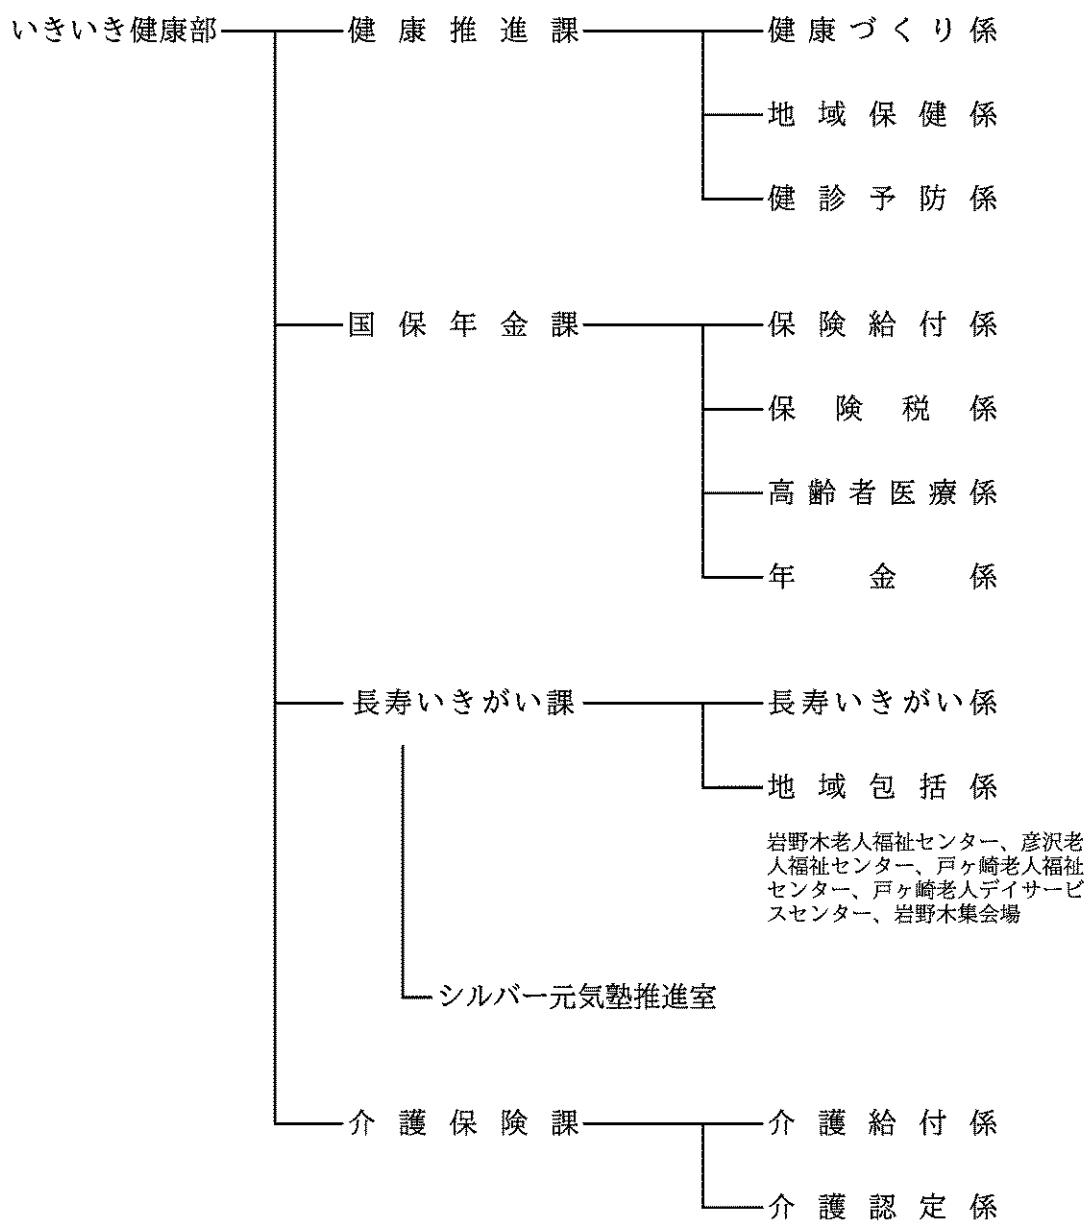 いきいき健康部
健康推進課
健康づくり係
地域保健係
健診予防係
国保年金課
保険給付係
保険税係
高齢者医療係
年金係
長寿いきがい課
長寿いきがい係
地域包括係
岩野木老人福祉センター、彦沢老
人福祉センター、戸ヶ崎老人福祉
センター、戸ヶ崎老人デイサービ
スセンター、岩野木集会場
シルバー元気塾推進室
介護保険課
介護給付係
介護認定係